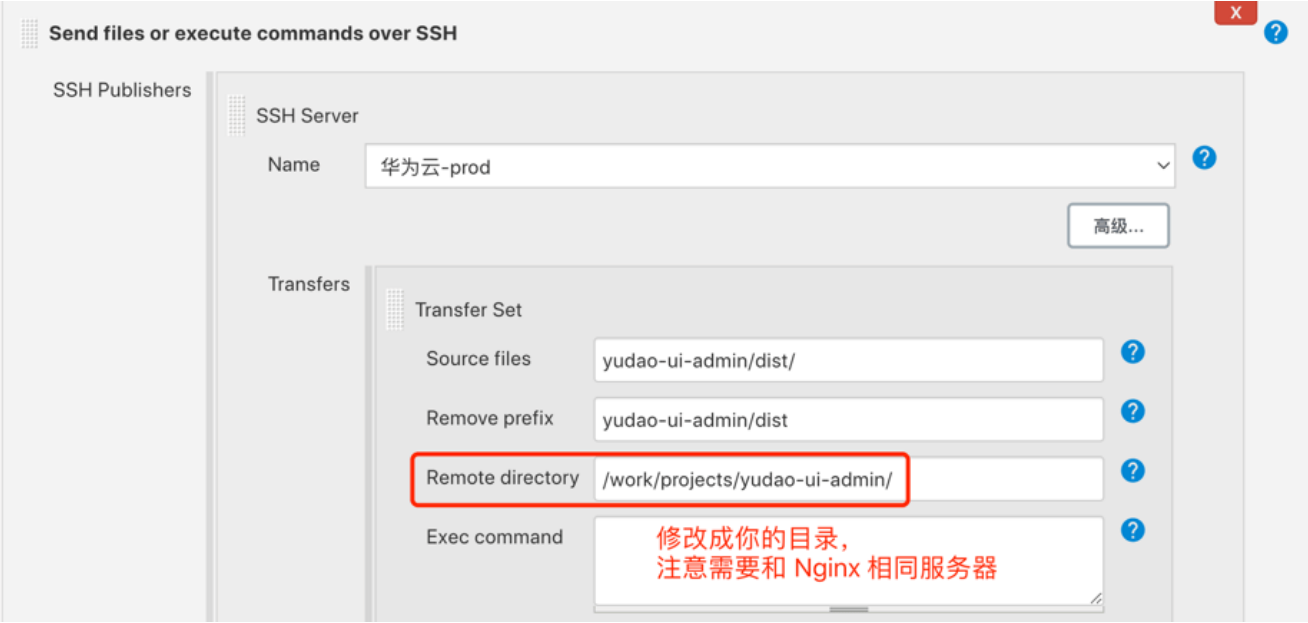 X
Send files or execute commands over SSH
?
SSH Publishers
SSH Server
Name
华为云-prod
?
高级...
Transfers
Transfer Set
Source files
yudao-ui-admin/dist/
?
Remove prefix
yudao-ui-admin/dist
?
Remote directory
/work/projects/yudao-ui-admin/
?
Exec command
修改成你的目录，
注意需要和 Nginx 相同服务器
?